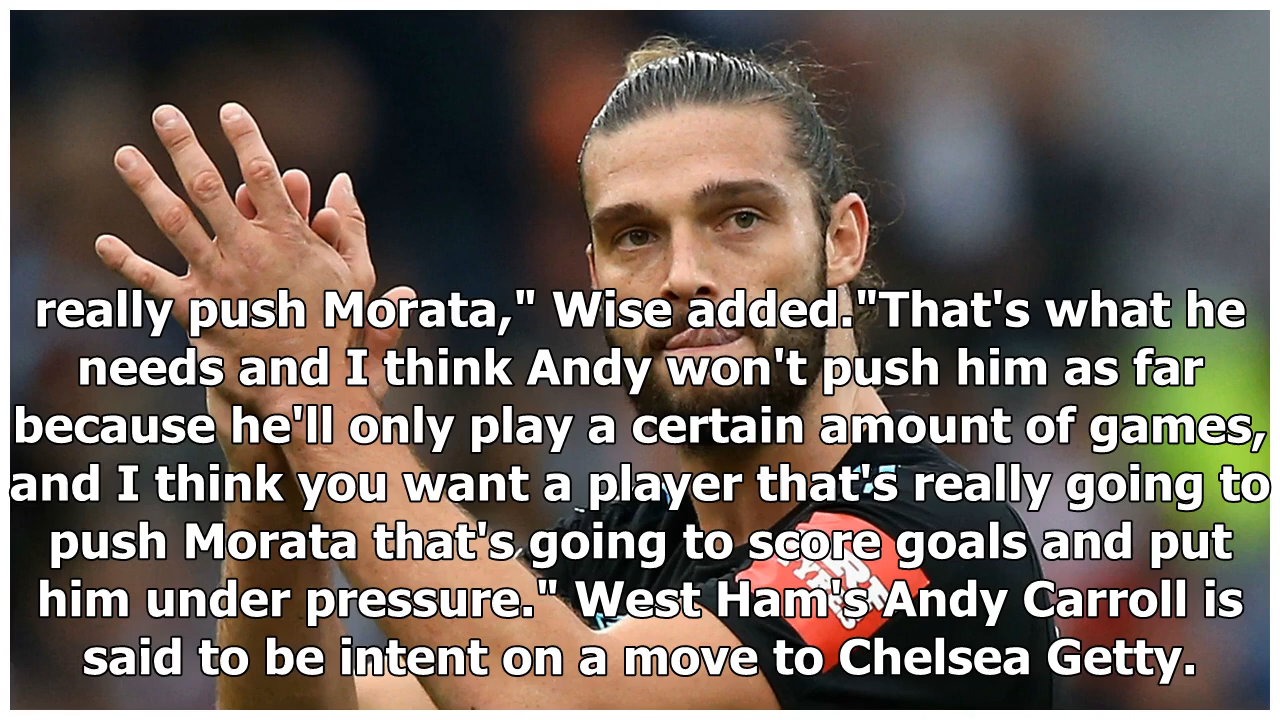 really push Morata," Wise added."That's what he
needs and I think Andy won't push him as far
because he'll only play a certain amount of games,
and I think you want a player that's really going to
push Morata that's going to score goals and put
him under pressure." West Ham's Andy Carroll is
said to be intent on a move to Chelsea Getty.